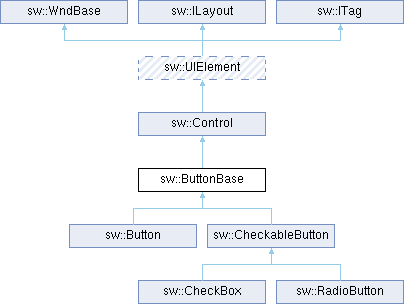 sw::WndBase sw::ILayout sw::ITag
sw::UIElement
sw::Control
sw::ButtonBase
sw::Button sw::CheckableButton
sw::CheckBox sw::RadioButton